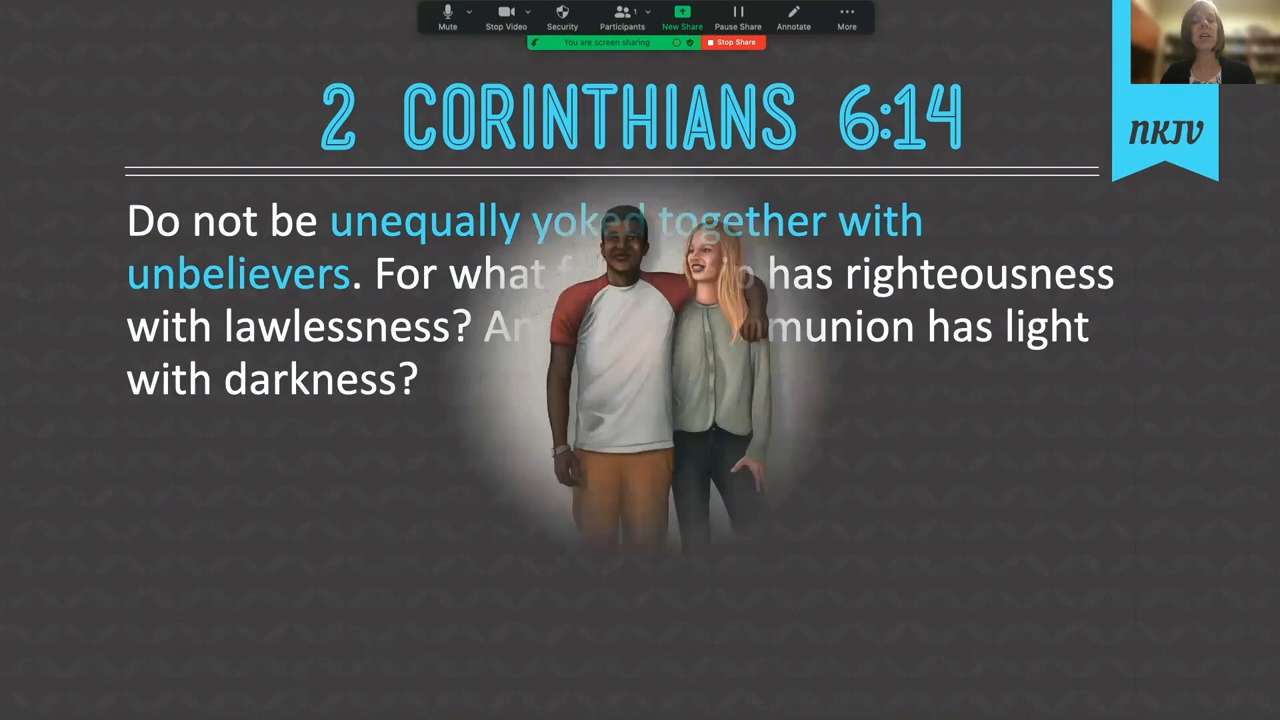 Mute
Stop Video
Security
Participants
1
New Share
Pause Share
Annotate
More
You are screen sharing
Stop Share
2 CORINTHIANS 6:14
NKJV
Do not be unequally yoked together with
unbelievers. For what has righteousness
with lawlessness? has light
with darkness?